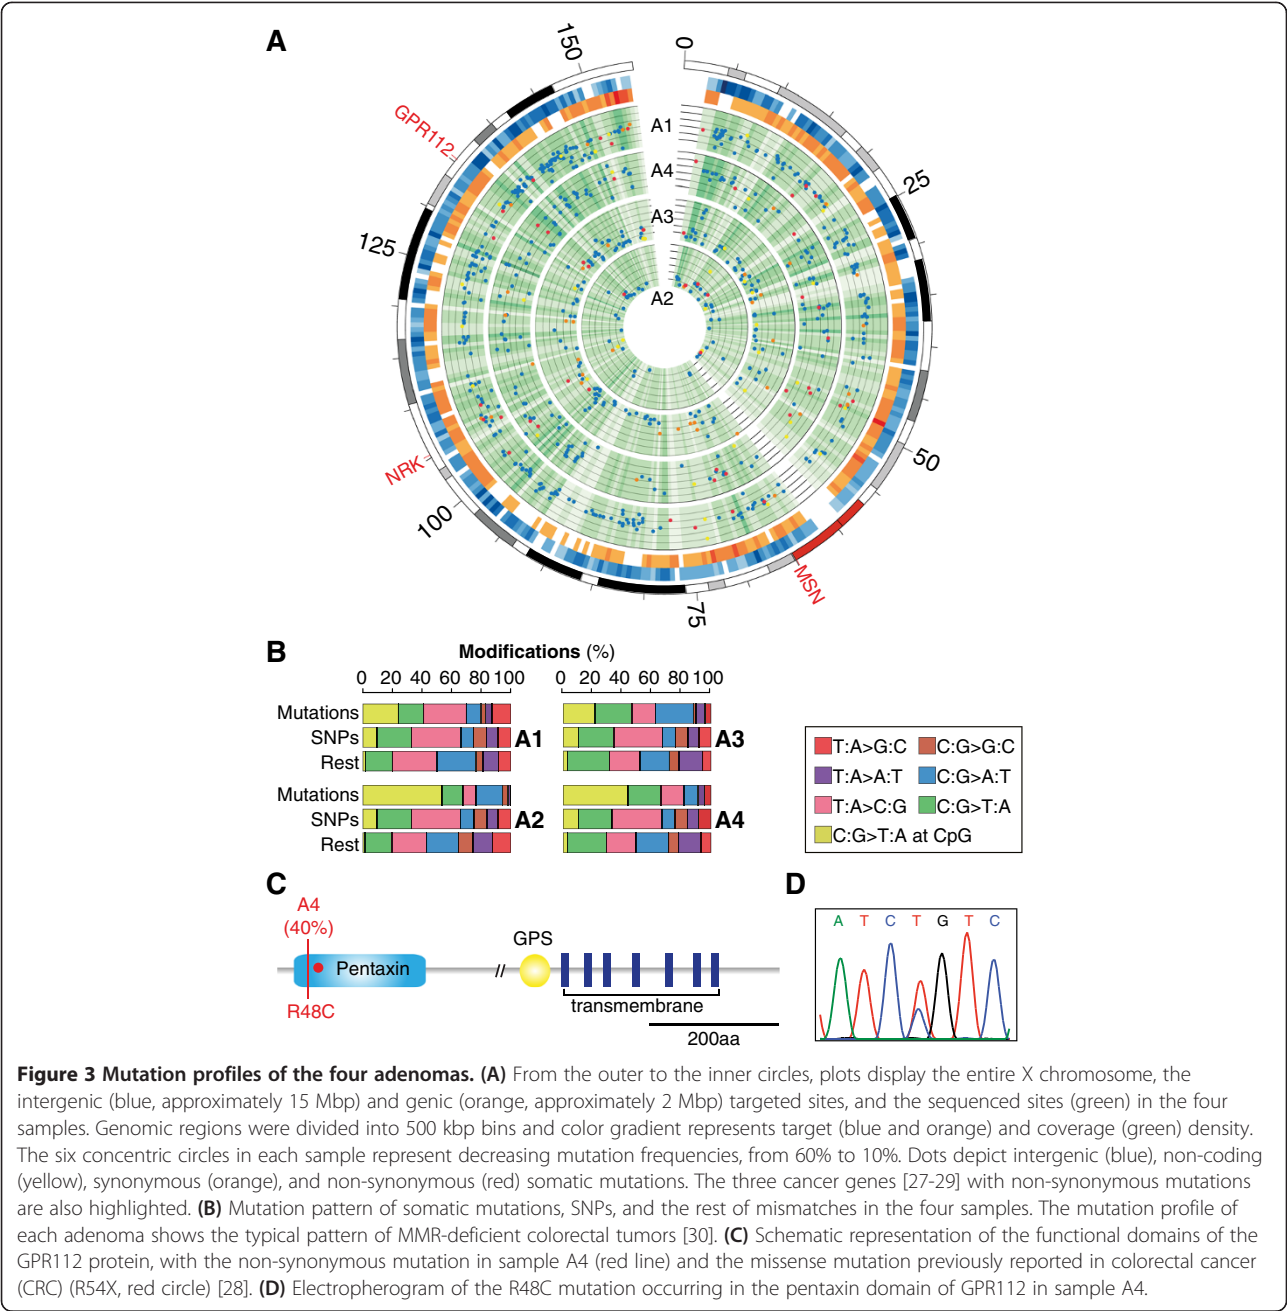 A
150
0
GPR112
A1
A4
25
A3
125
A2
50
NRK
100
MSN
75
B
Modifications (%)
0 20 40 60 80 100
0 20 40 60 80 100
Mutations
SNPs
Rest
A1
A3
Mutations
SNPs
Rest
A2
A4
T:A>G:C
C:G>G:C
T:A>A:T
C:G>A:T
T:A>C:G
C:G>T:A
C:G>T:A at CpG
C
A4
(40%)
Pentaxin
R48C
//
GPS
transmembrane
200aa
D
A T C T G T C
Figure 3 Mutation profiles of the four adenomas. (A) From the outer to the inner circles, plots display the entire X chromosome, the
intergenic (blue, approximately 15 Mbp) and genic (orange, approximately 2 Mbp) targeted sites, and the sequenced sites (green) in the four
samples. Genomic regions were divided into 500 kbp bins and color gradient represents target (blue and orange) and coverage (green) density.
The six concentric circles in each sample represent decreasing mutation frequencies, from 60% to 10%. Dots depict intergenic (blue), non-coding
(yellow), synonymous (orange), and non-synonymous (red) somatic mutations. The three cancer genes [27-29] with non-synonymous mutations
are also highlighted. (B) Mutation pattern of somatic mutations, SNPs, and the rest of mismatches in the four samples. The mutation profile of
each adenoma shows the typical pattern of MMR-deficient colorectal tumors [30]. (C) Schematic representation of the functional domains of the
GPR112 protein, with the non-synonymous mutation in sample A4 (red line) and the missense mutation previously reported in colorectal cancer
(CRC) (R54X, red circle) [28]. (D) Electropherogram of the R48C mutation occurring in the pentaxin domain of GPR112 in sample A4.